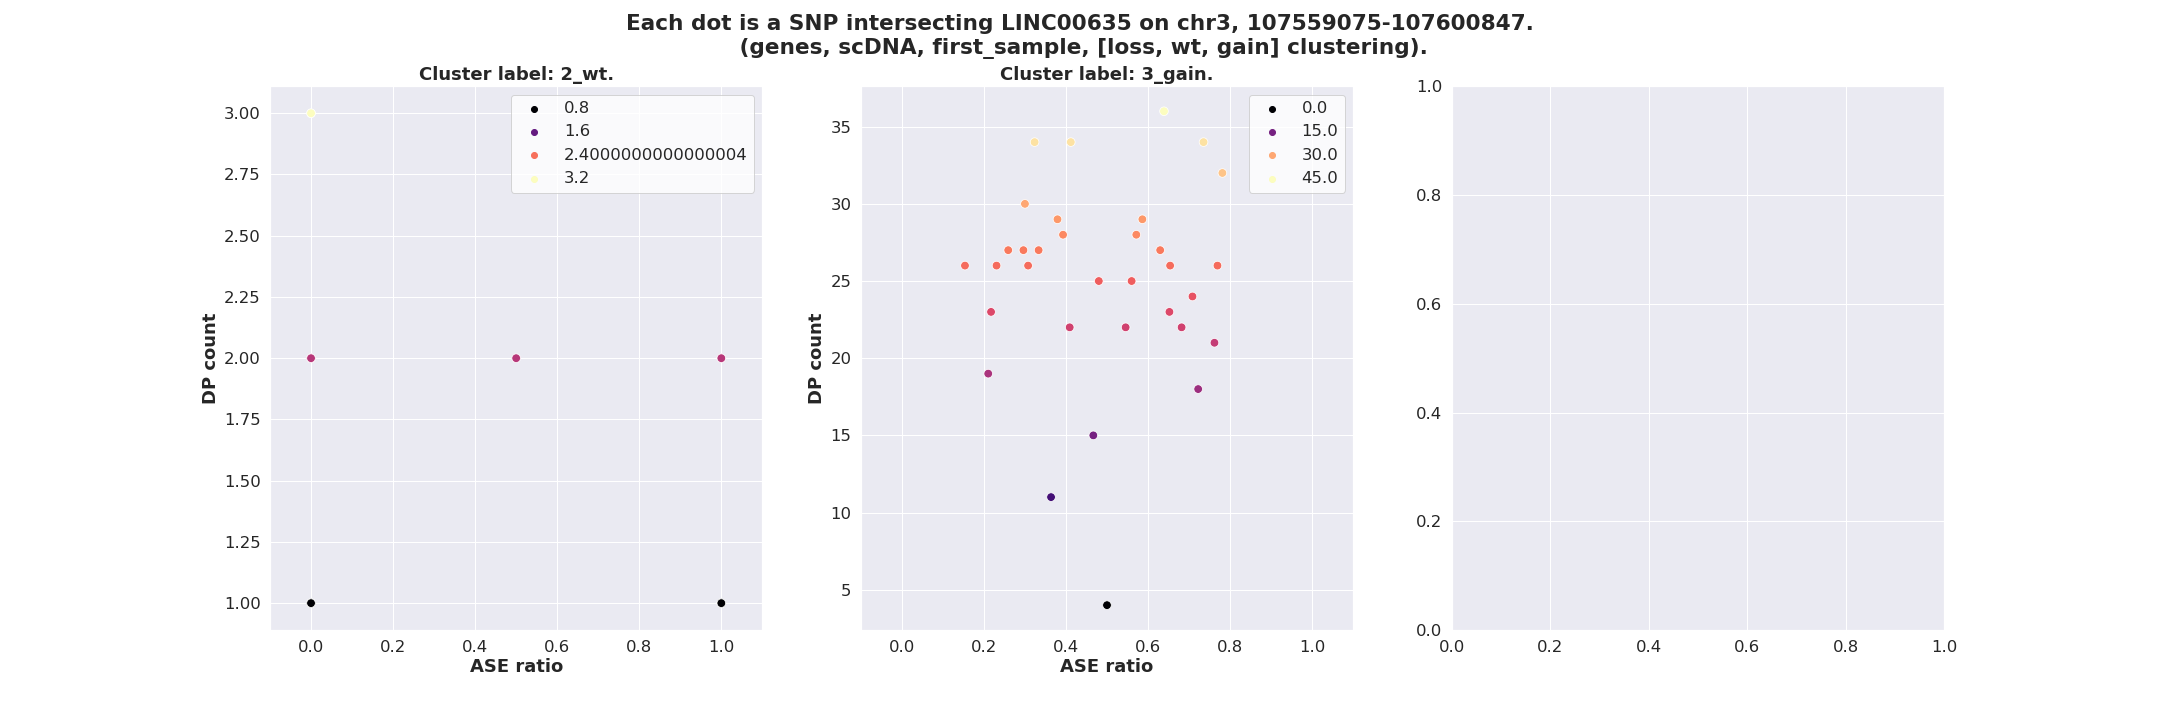 Each dot is a SNP intersecting LINC00635 on chr3, 107559075-107600847.
(genes, scDNA, first_sample, [loss, wt, gain] clustering).
Cluster label: 2_wt.
3.00
2.75
2.50
2.25
2.00
1.75
1.50
1.25
1.00
DP count
0.8
1.6
2.4000000000000004
3.2
0.0 0.2 0.4 0.6 0.8 1.0
ASE ratio
Cluster label: 3_gain.
35
30
25
20
15
10
5
DP count
0.0
15.0
30.0
45.0
0.0 0.2 0.4 0.6 0.8 1.0
ASE ratio
1.0
0.8
0.6
0.4
0.2
0.0
0.0 0.2 0.4 0.6 0.8 1.0